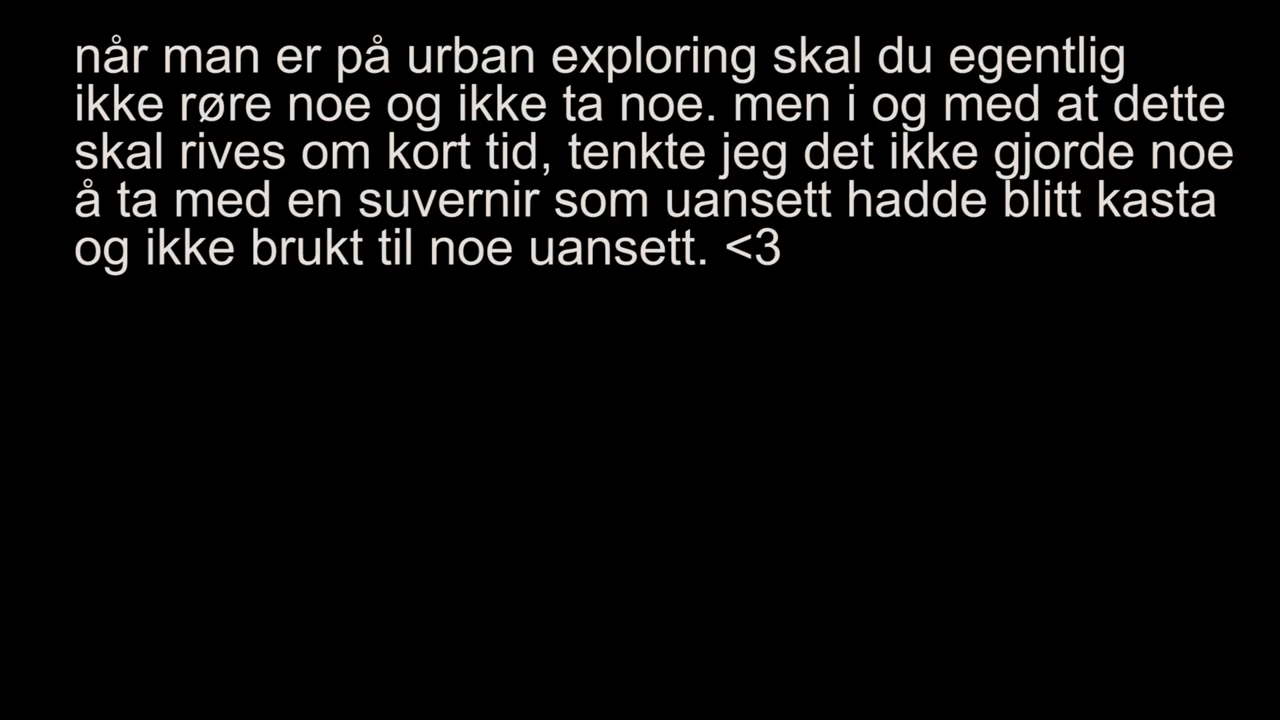 når man er på urban exploring skal du egentlig
ikke røre noe og ikke ta noe. men i og med at dette
skal rives om kort tid, tenkte jeg det ikke gjorde noe
å ta med en suvernir som uansett hadde blitt kasta
og ikke brukt til noe uansett. <3